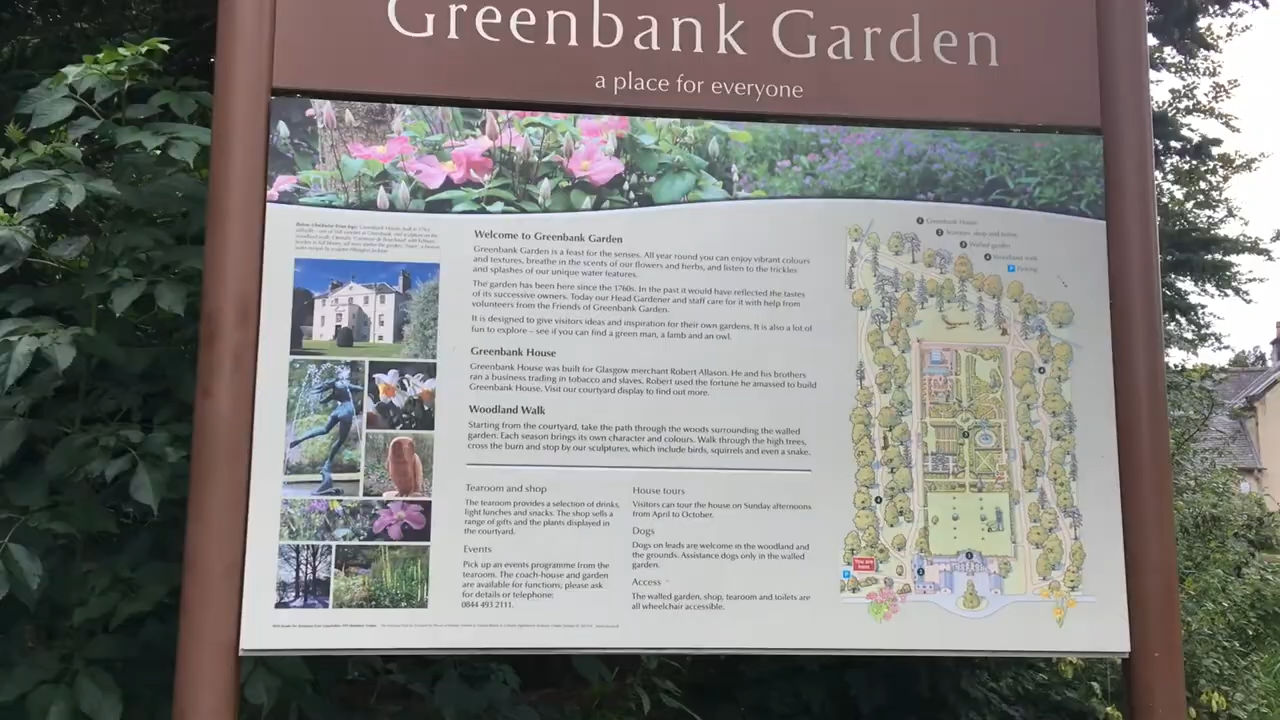 Greenbank Garden
a place for everyone
Welcome to Greenbank Garden
Greenbank Garden is a feast for the senses. All year round you can enjoy vibrant colours
and textures, breathe in the scents of our flowers and herbs, and listen to the trickles
and splashes of our unique water features.
The garden has been here since the 1760s. In the past it would have reflected the tastes
of its successive owners. Today our Head Gardener and staff care for it with help from
volunteers from the Friends of Greenbank Garden.
It is designed to give visitors ideas and inspiration for their own gardens. It is also a lot of
fun to explore – see if you can find a green man, a lamb and an owl.
Greenbank House
Greenbank House was built for Glasgow merchant Robert Allason. He and his brothers
ran a business trading in tobacco and slaves. Robert used the fortune he amassed to build
Greenbank House. Visit our courtyard display to find out more.
Woodland Walk
Starting from the courtyard, take the path through the woods surrounding the walled
garden. Each season brings its own character and colours. Walk through the high trees,
cross the burn and stop by our sculptures, which include birds, squirrels and even a snake.
Tearoom and shop
The tearoom provides a selection of drinks,
light lunches and snacks. The shop sells a
range of gifts and the plants displayed in
the courtyard.
Events
Pick up an events programme from the
tearoom. The coach-house and garden
are available for functions; please ask
for details or telephone:
0844 493 2111.
House tours
Visitors can tour the house on Sunday afternoons
from April to October.
Dogs
Dogs on leads are welcome in the woodland and
the grounds. Assistance dogs only in the walled
garden.
Access
The walled garden, shop, tearoom and toilets are
all wheelchair accessible.
1 Greenbank House
2 Tearoom, shop and toilets
3 Walled garden
4 Woodland walk
P Parking
You are
here
P